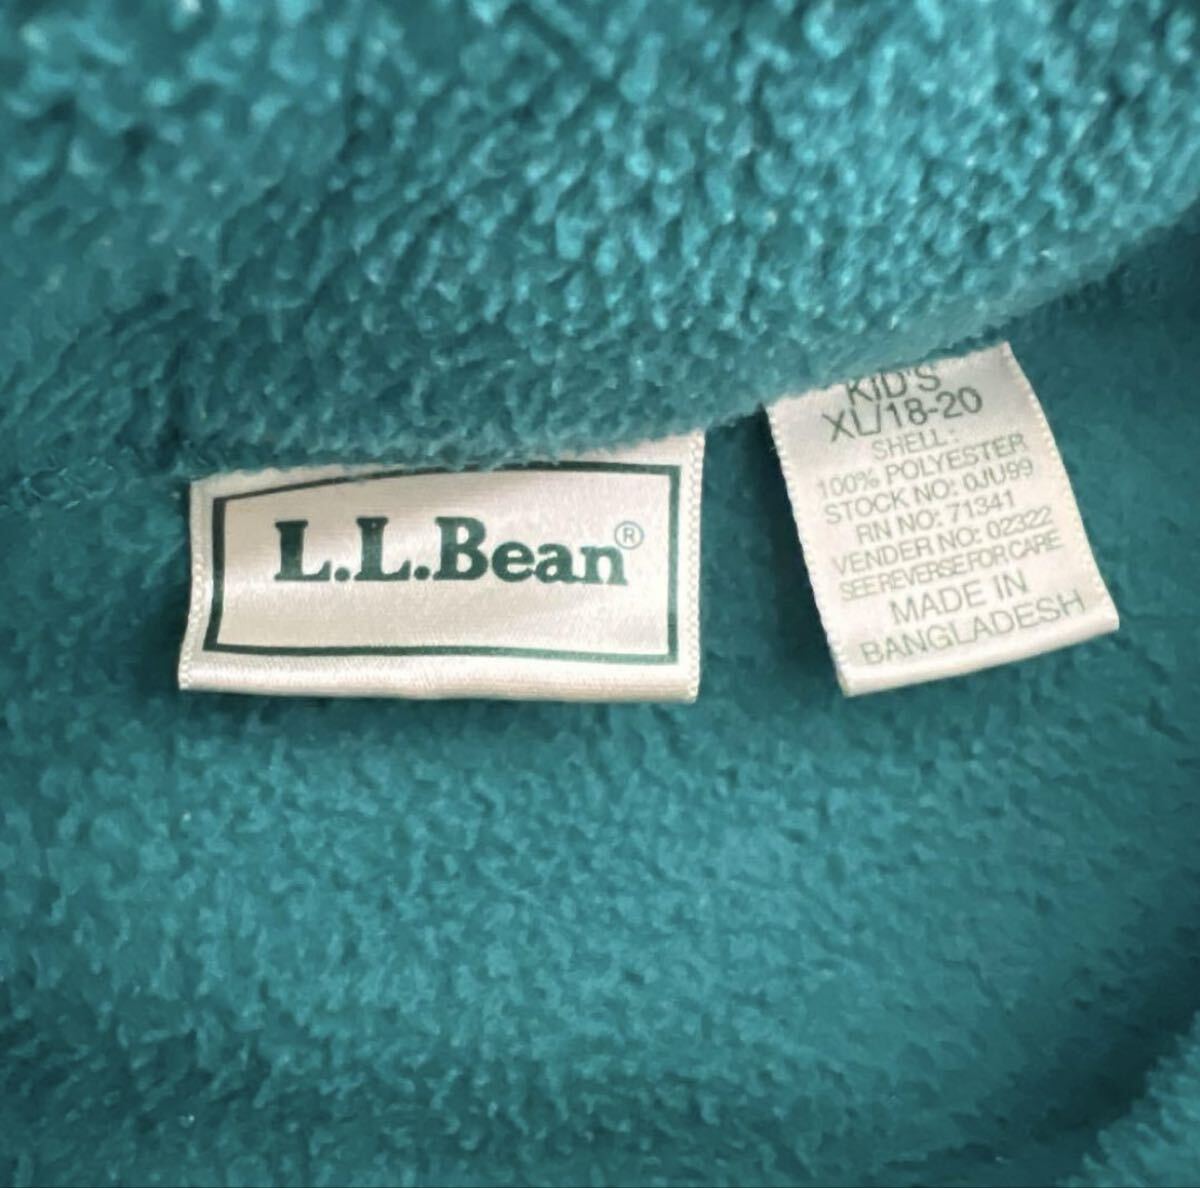 L.L.Bean®
KID'S
XL/18-20
SHELL:
100% POLYESTER
STOCK NO: 0JU99
RN NO: 71341
VENDER NO: 02322
SEE REVERSE FOR CARE
MADE IN
BANGLADESH